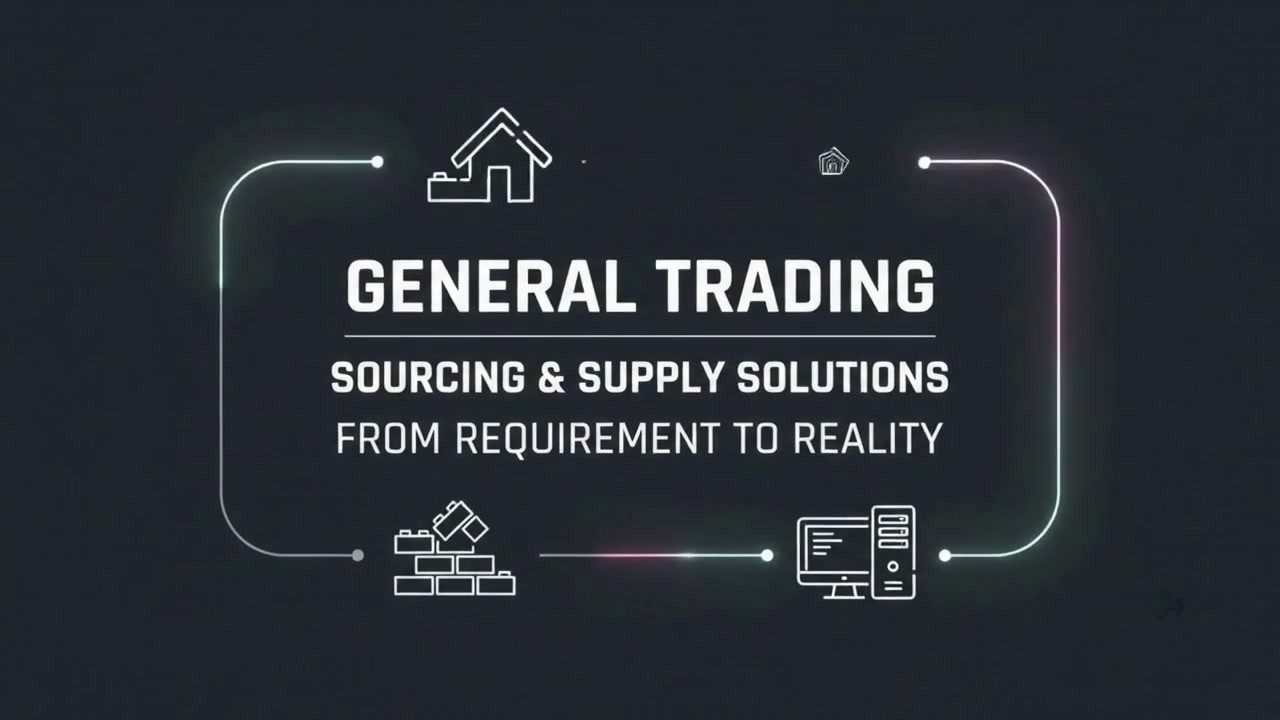 GENERAL TRADING
SOURCING & SUPPLY SOLUTIONS
FROM REQUIREMENT TO REALITY